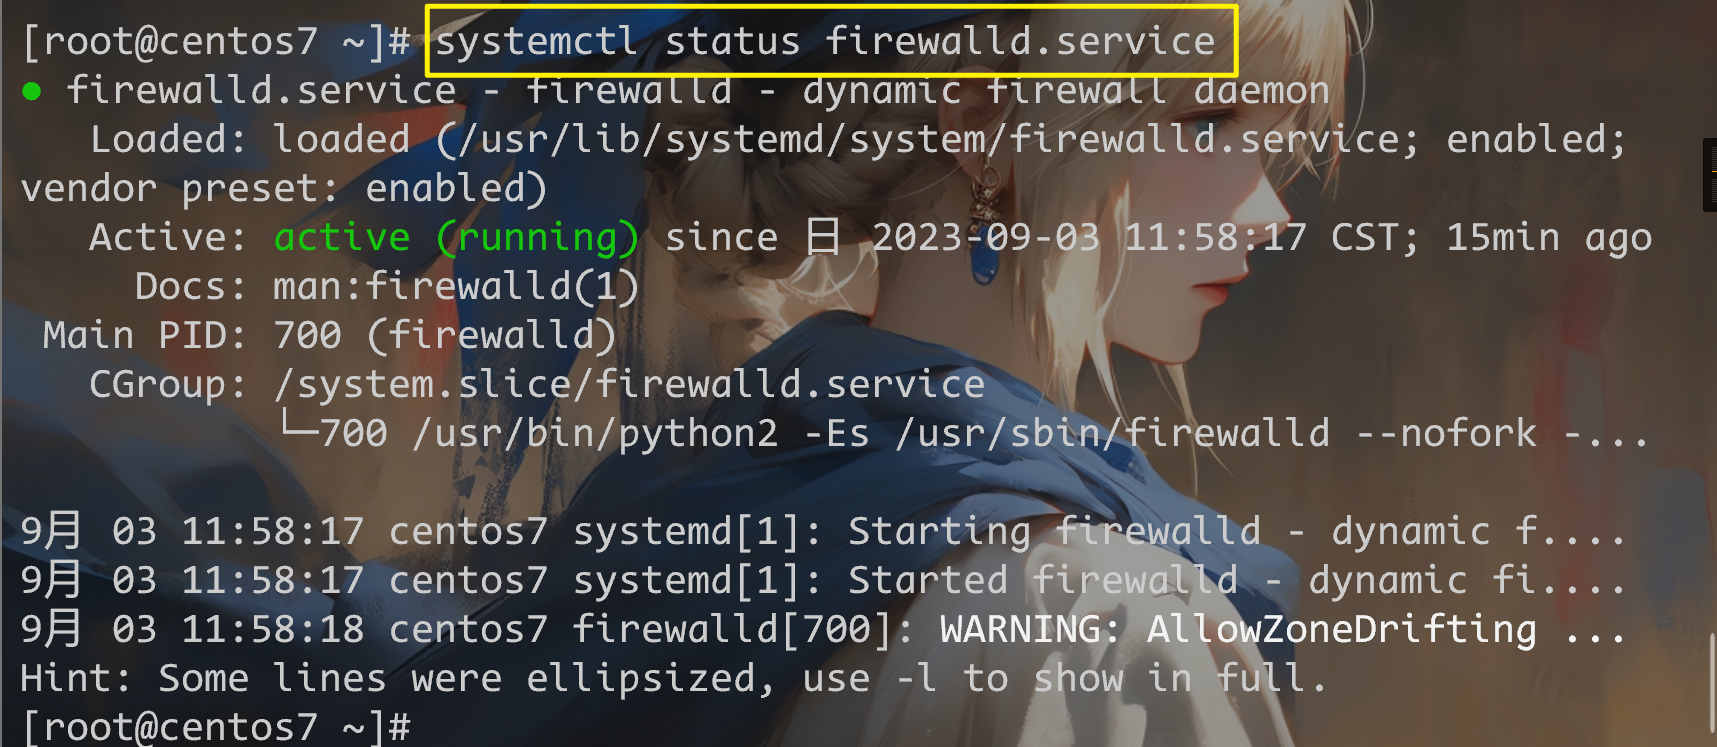 [root@centos7 ~]# systemctl status firewalld.service
● firewalld.service - firewalld - dynamic firewall daemon
   Loaded: loaded (/usr/lib/systemd/system/firewalld.service; enabled;
vendor preset: enabled)
   Active: active (running) since 日 2023-09-03 11:58:17 CST; 15min ago
     Docs: man:firewalld(1)
 Main PID: 700 (firewalld)
   CGroup: /system.slice/firewalld.service
           └─700 /usr/bin/python2 -Es /usr/sbin/firewalld --nofork -...

9月 03 11:58:17 centos7 systemd[1]: Starting firewalld - dynamic f....
9月 03 11:58:17 centos7 systemd[1]: Started firewalld - dynamic fi....
9月 03 11:58:18 centos7 firewalld[700]: WARNING: AllowZoneDrifting ...
Hint: Some lines were ellipsized, use -l to show in full.
[root@centos7 ~]#